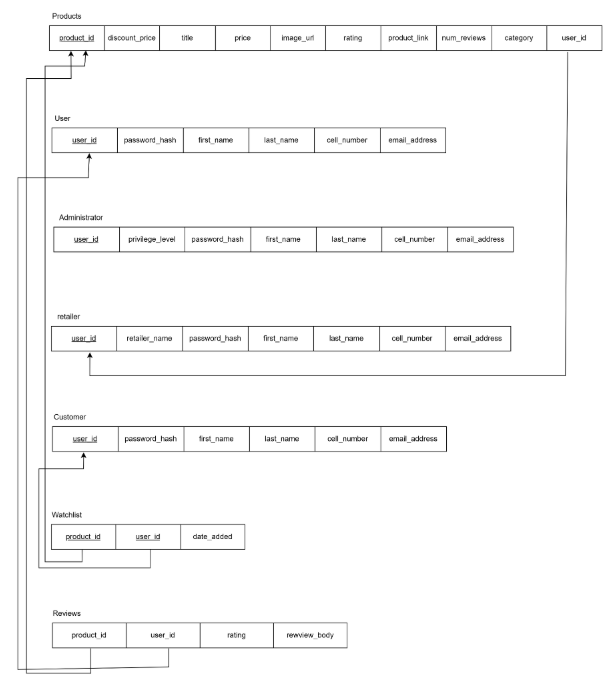 Products
product_id discount_price title price image_url rating product_link num_reviews category user_id
User
user_id password_hash first_name last_name cell_number email_address
Administrator
user_id privilege_level password_hash first_name last_name cell_number email_address
retailer
user_id retailer_name password_hash first_name last_name cell_number email_address
Customer
user_id password_hash first_name last_name cell_number email_address
Watchlist
product_id user_id date_added
Reviews
product_id user_id rating rewview_body